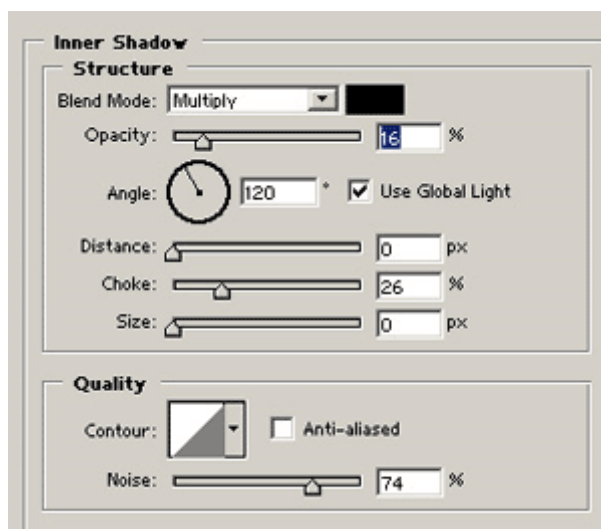 Inner Shadow
Structure
Blend Mode: Multiply
Opacity: 16 %
Angle: 120 ° Use Global Light
Distance: 0 px
Choke: 26 %
Size: 0 px
Quality
Contour: Anti-aliased
Noise: 74 %